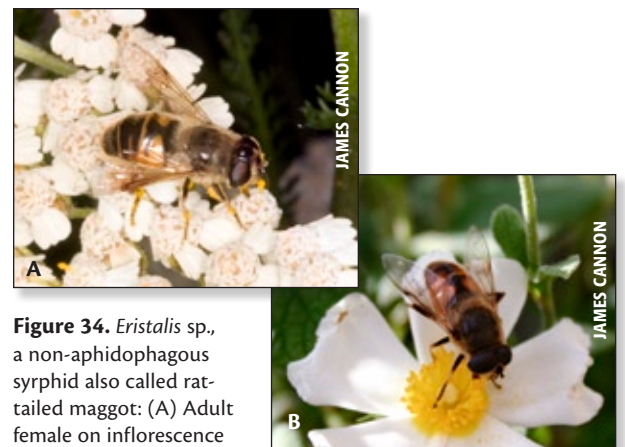 JAMES CANNON
A
JAMES CANNON
Figure 34. Eristalis sp.,
a non-aphidophagous
syrphid also called rat-
tailed maggot: (A) Adult
female on inflorescence
B